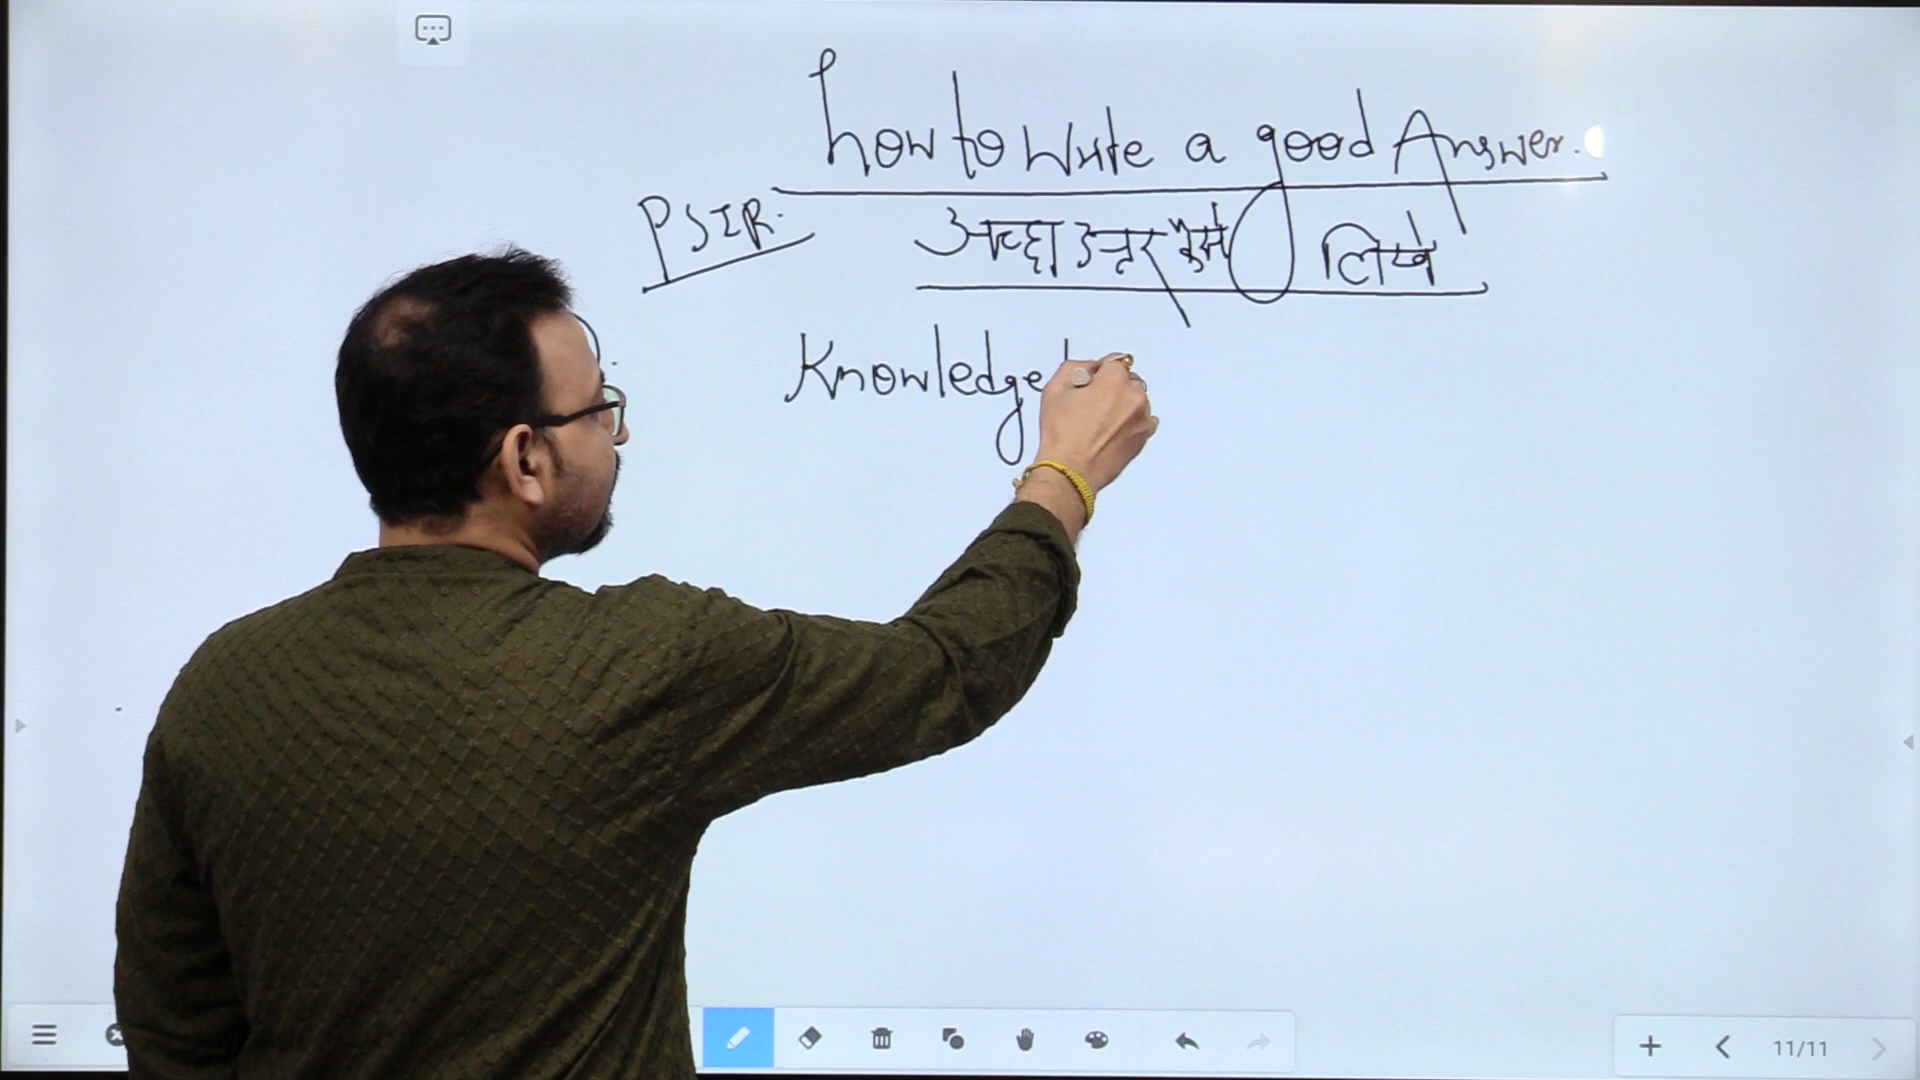 How to Write a good Answer.
PSIR.
अच्छा उत्तर कैसे लिखें
Knowledge
11/11